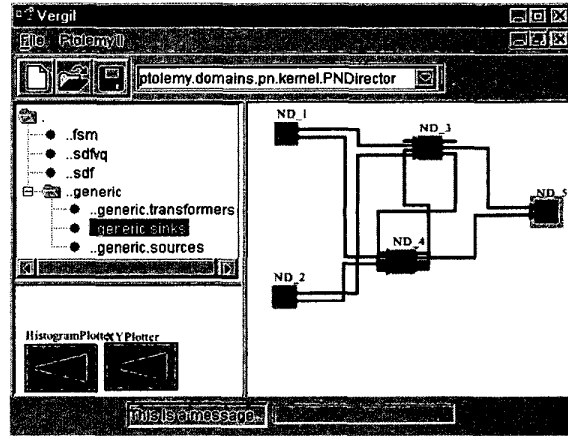 Vergil
File Ptolemy II
ptolemy.domains.pn.kernel.PNDirector
..fsm
..sdfvq
..sdf
..generic
..generic.transformers
..generic.sinks
..generic.sources
HistogramPlotter XYPlotter
ND_1
ND_3
ND_5
ND_4
ND_2
This is a message.